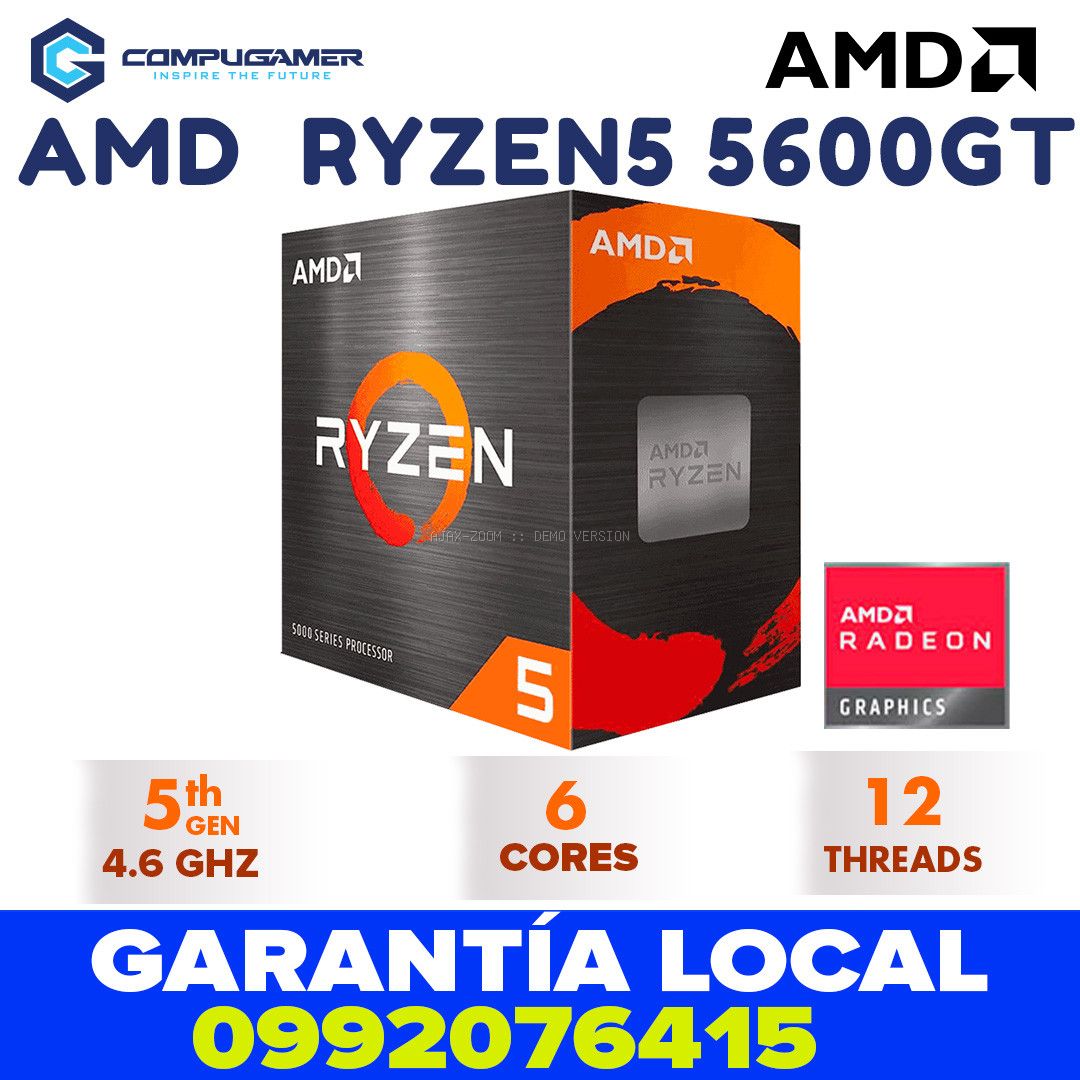 COMPUGAMER
INSPIRE THE FUTURE
AMD
AMD RYZEN5 5600GT
AMD
RYZEN
5000 SERIES PROCESSOR
5
AMD
AMD
RYZEN
AJAX-ZOOM :: DEMO VERSION
AMD
RADEON
GRAPHICS
5th GEN
4.6 GHZ
6
CORES
12
THREADS
GARANTÍA LOCAL
0992076415